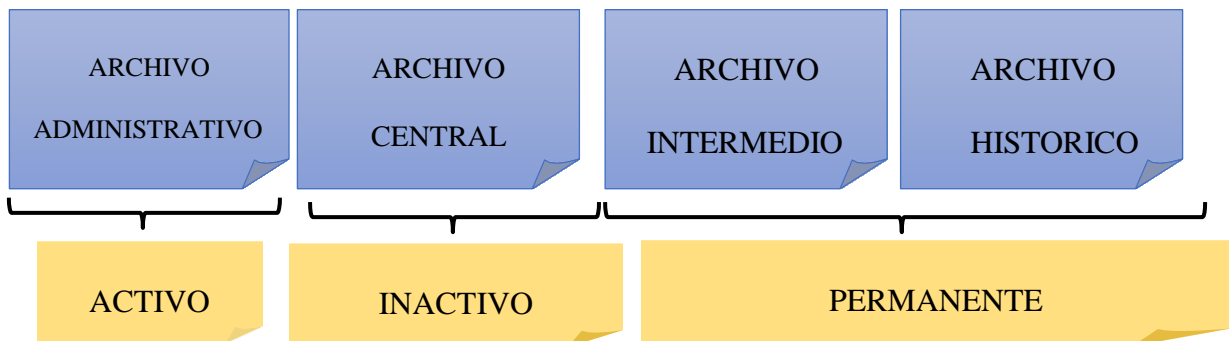 ARCHIVO
ADMINISTRATIVO
ARCHIVO
CENTRAL
ARCHIVO
INTERMEDIO
ARCHIVO
HISTORICO
ACTIVO
INACTIVO
PERMANENTE